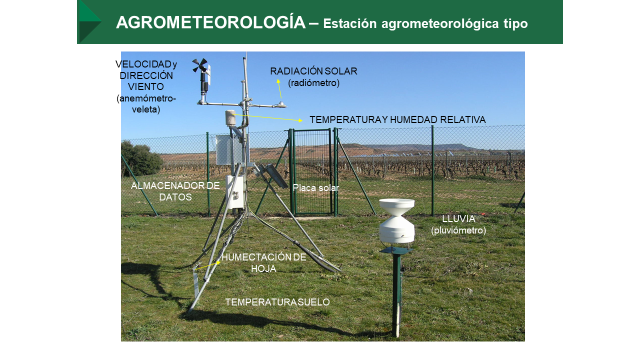 AGROMETEOROLOGÍA – Estación agrometeorológica tipo
VELOCIDAD y
DIRECCIÓN
VIENTO
(anemómetro-
veleta)
RADIACIÓN SOLAR
(radiómetro)
TEMPERATURA Y HUMEDAD RELATIVA
ALMACENADOR DE
DATOS
Placa solar
LLUVIA
(pluviómetro)
HUMECTACIÓN DE
HOJA
TEMPERATURA SUELO